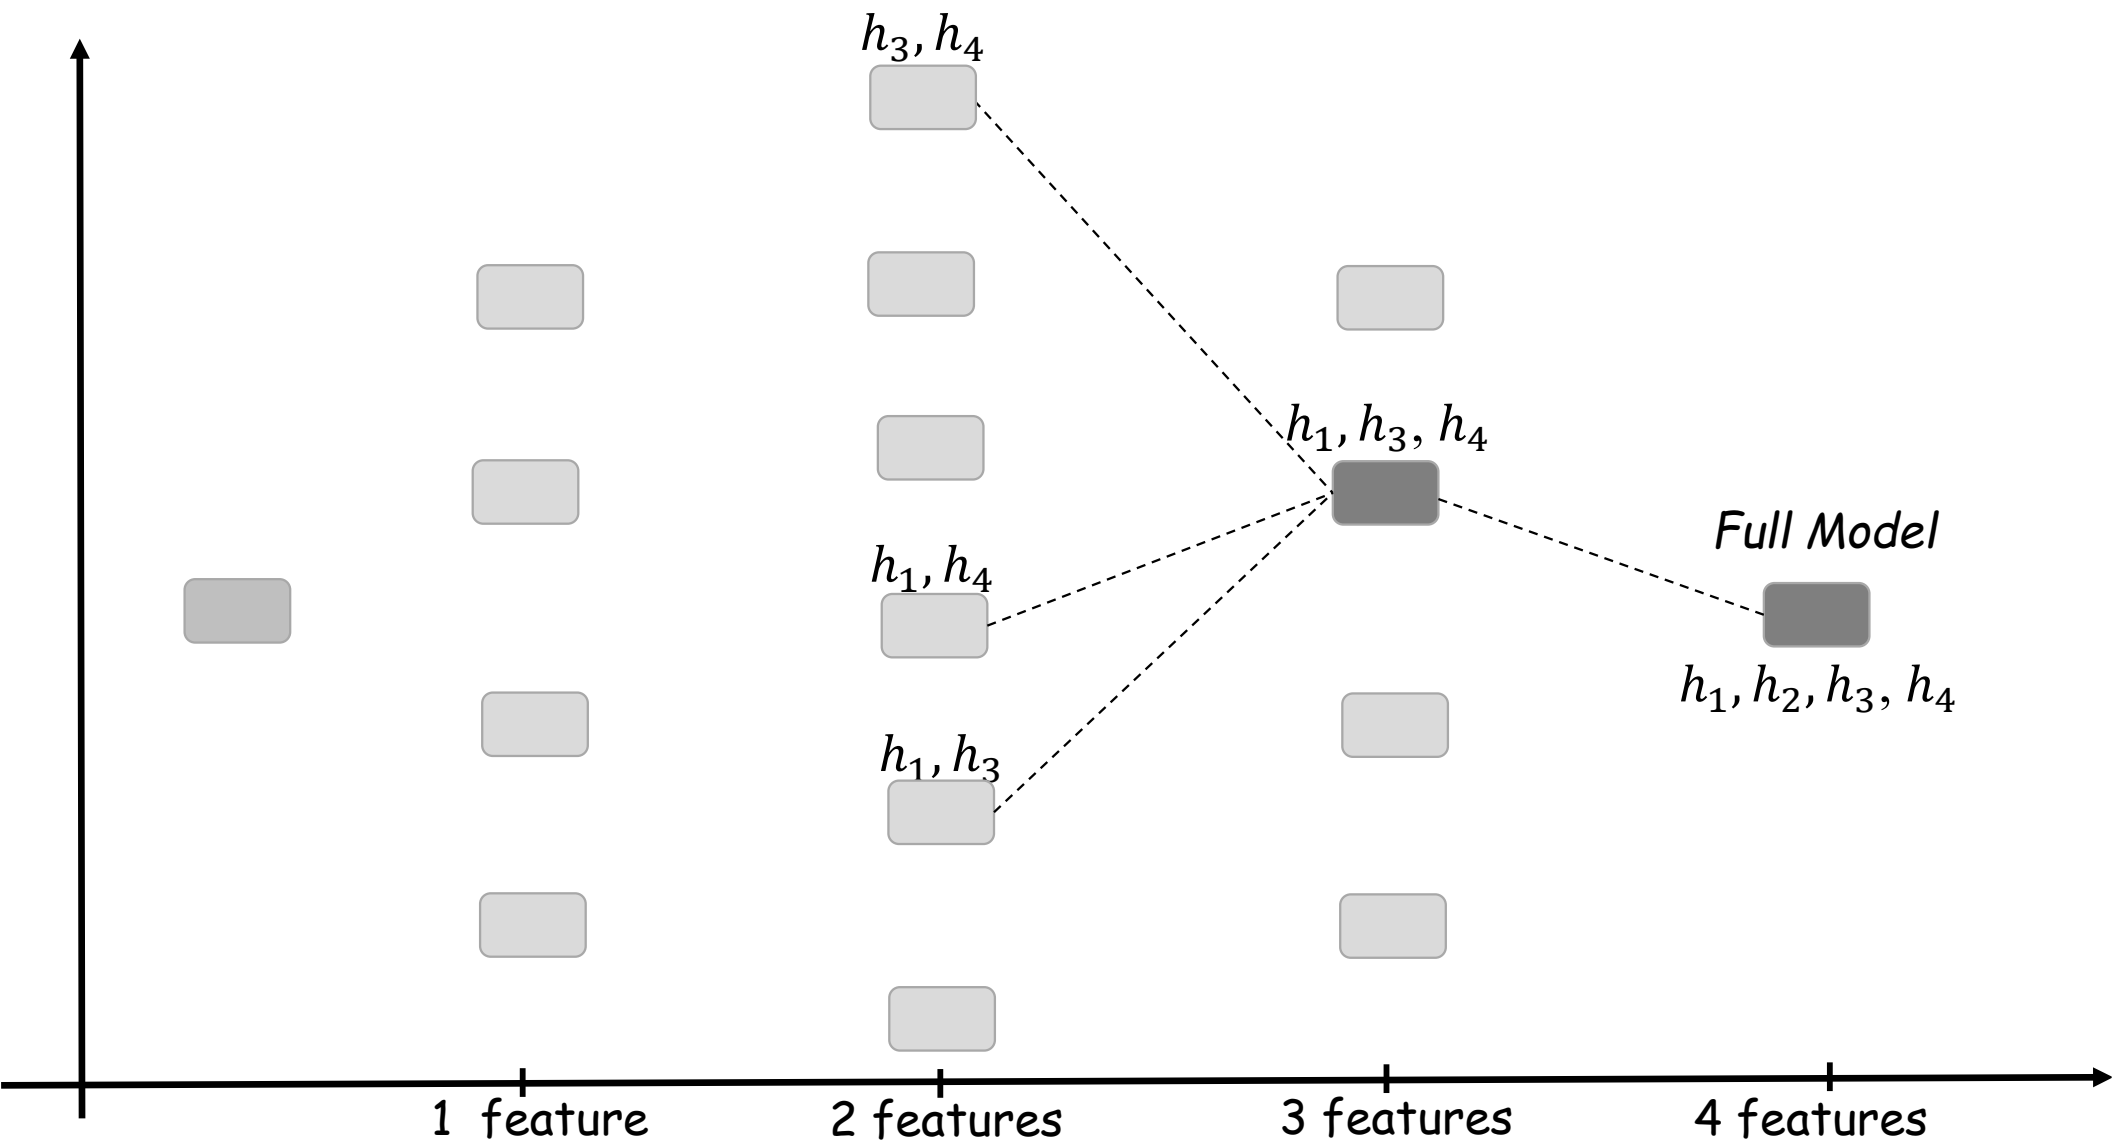 h₃, h₄
h₁, h₃, h₄
Full Model
h₁, h₄
h₁, h₂, h₃, h₄
h₁, h₃
1 feature
2 features
3 features
4 features